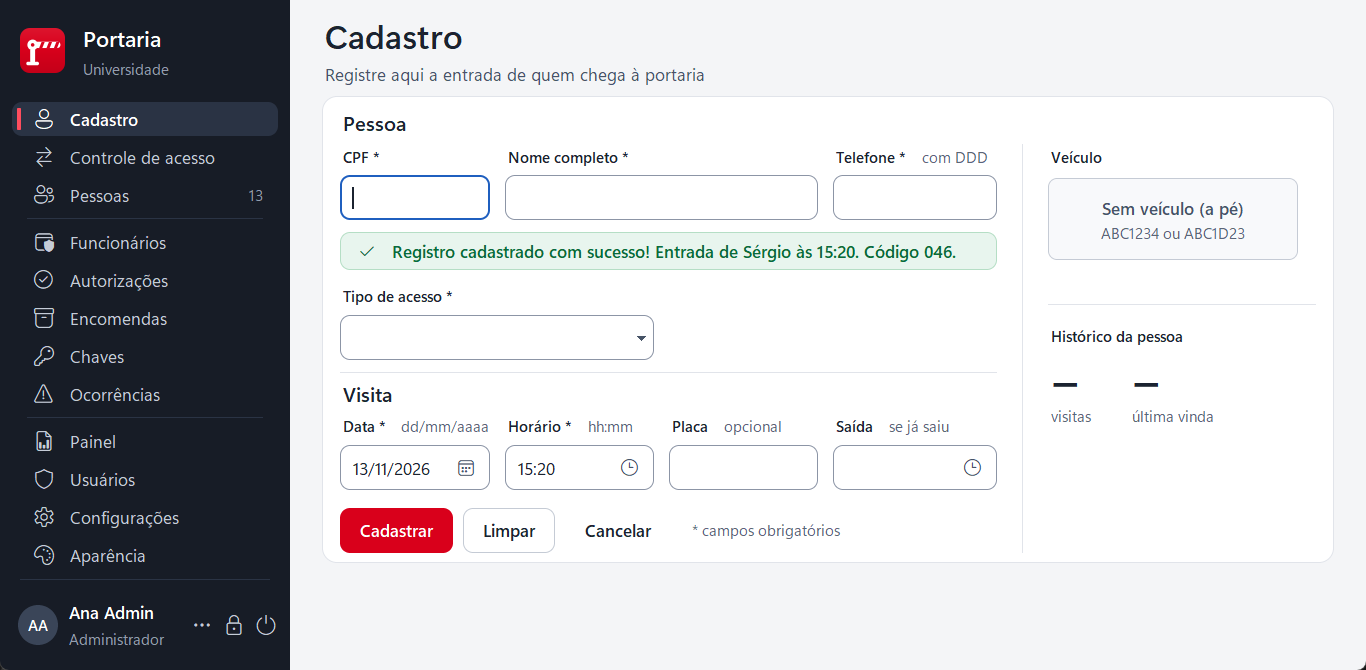 Portaria
Universidade
Cadastro
Controle de acesso
Pessoas 13
Funcionários
Autorizações
Encomendas
Chaves
Ocorrências
Painel
Usuários
Configurações
Aparência
AA
Ana Admin
Administrador
Cadastro
Registre aqui a entrada de quem chega à portaria
Pessoa
CPF * Nome completo * Telefone * com DDD
Registro cadastrado com sucesso! Entrada de Sérgio às 15:20. Código 046.
Tipo de acesso *
Visita
Data * dd/mm/aaaa Horário * hh:mm Placa opcional Saída se já saiu
13/11/2026 15:20
Cadastrar Limpar Cancelar * campos obrigatórios
Veículo
Sem veículo (a pé)
ABC1234 ou ABC1D23
Histórico da pessoa
— —
visitas última vinda